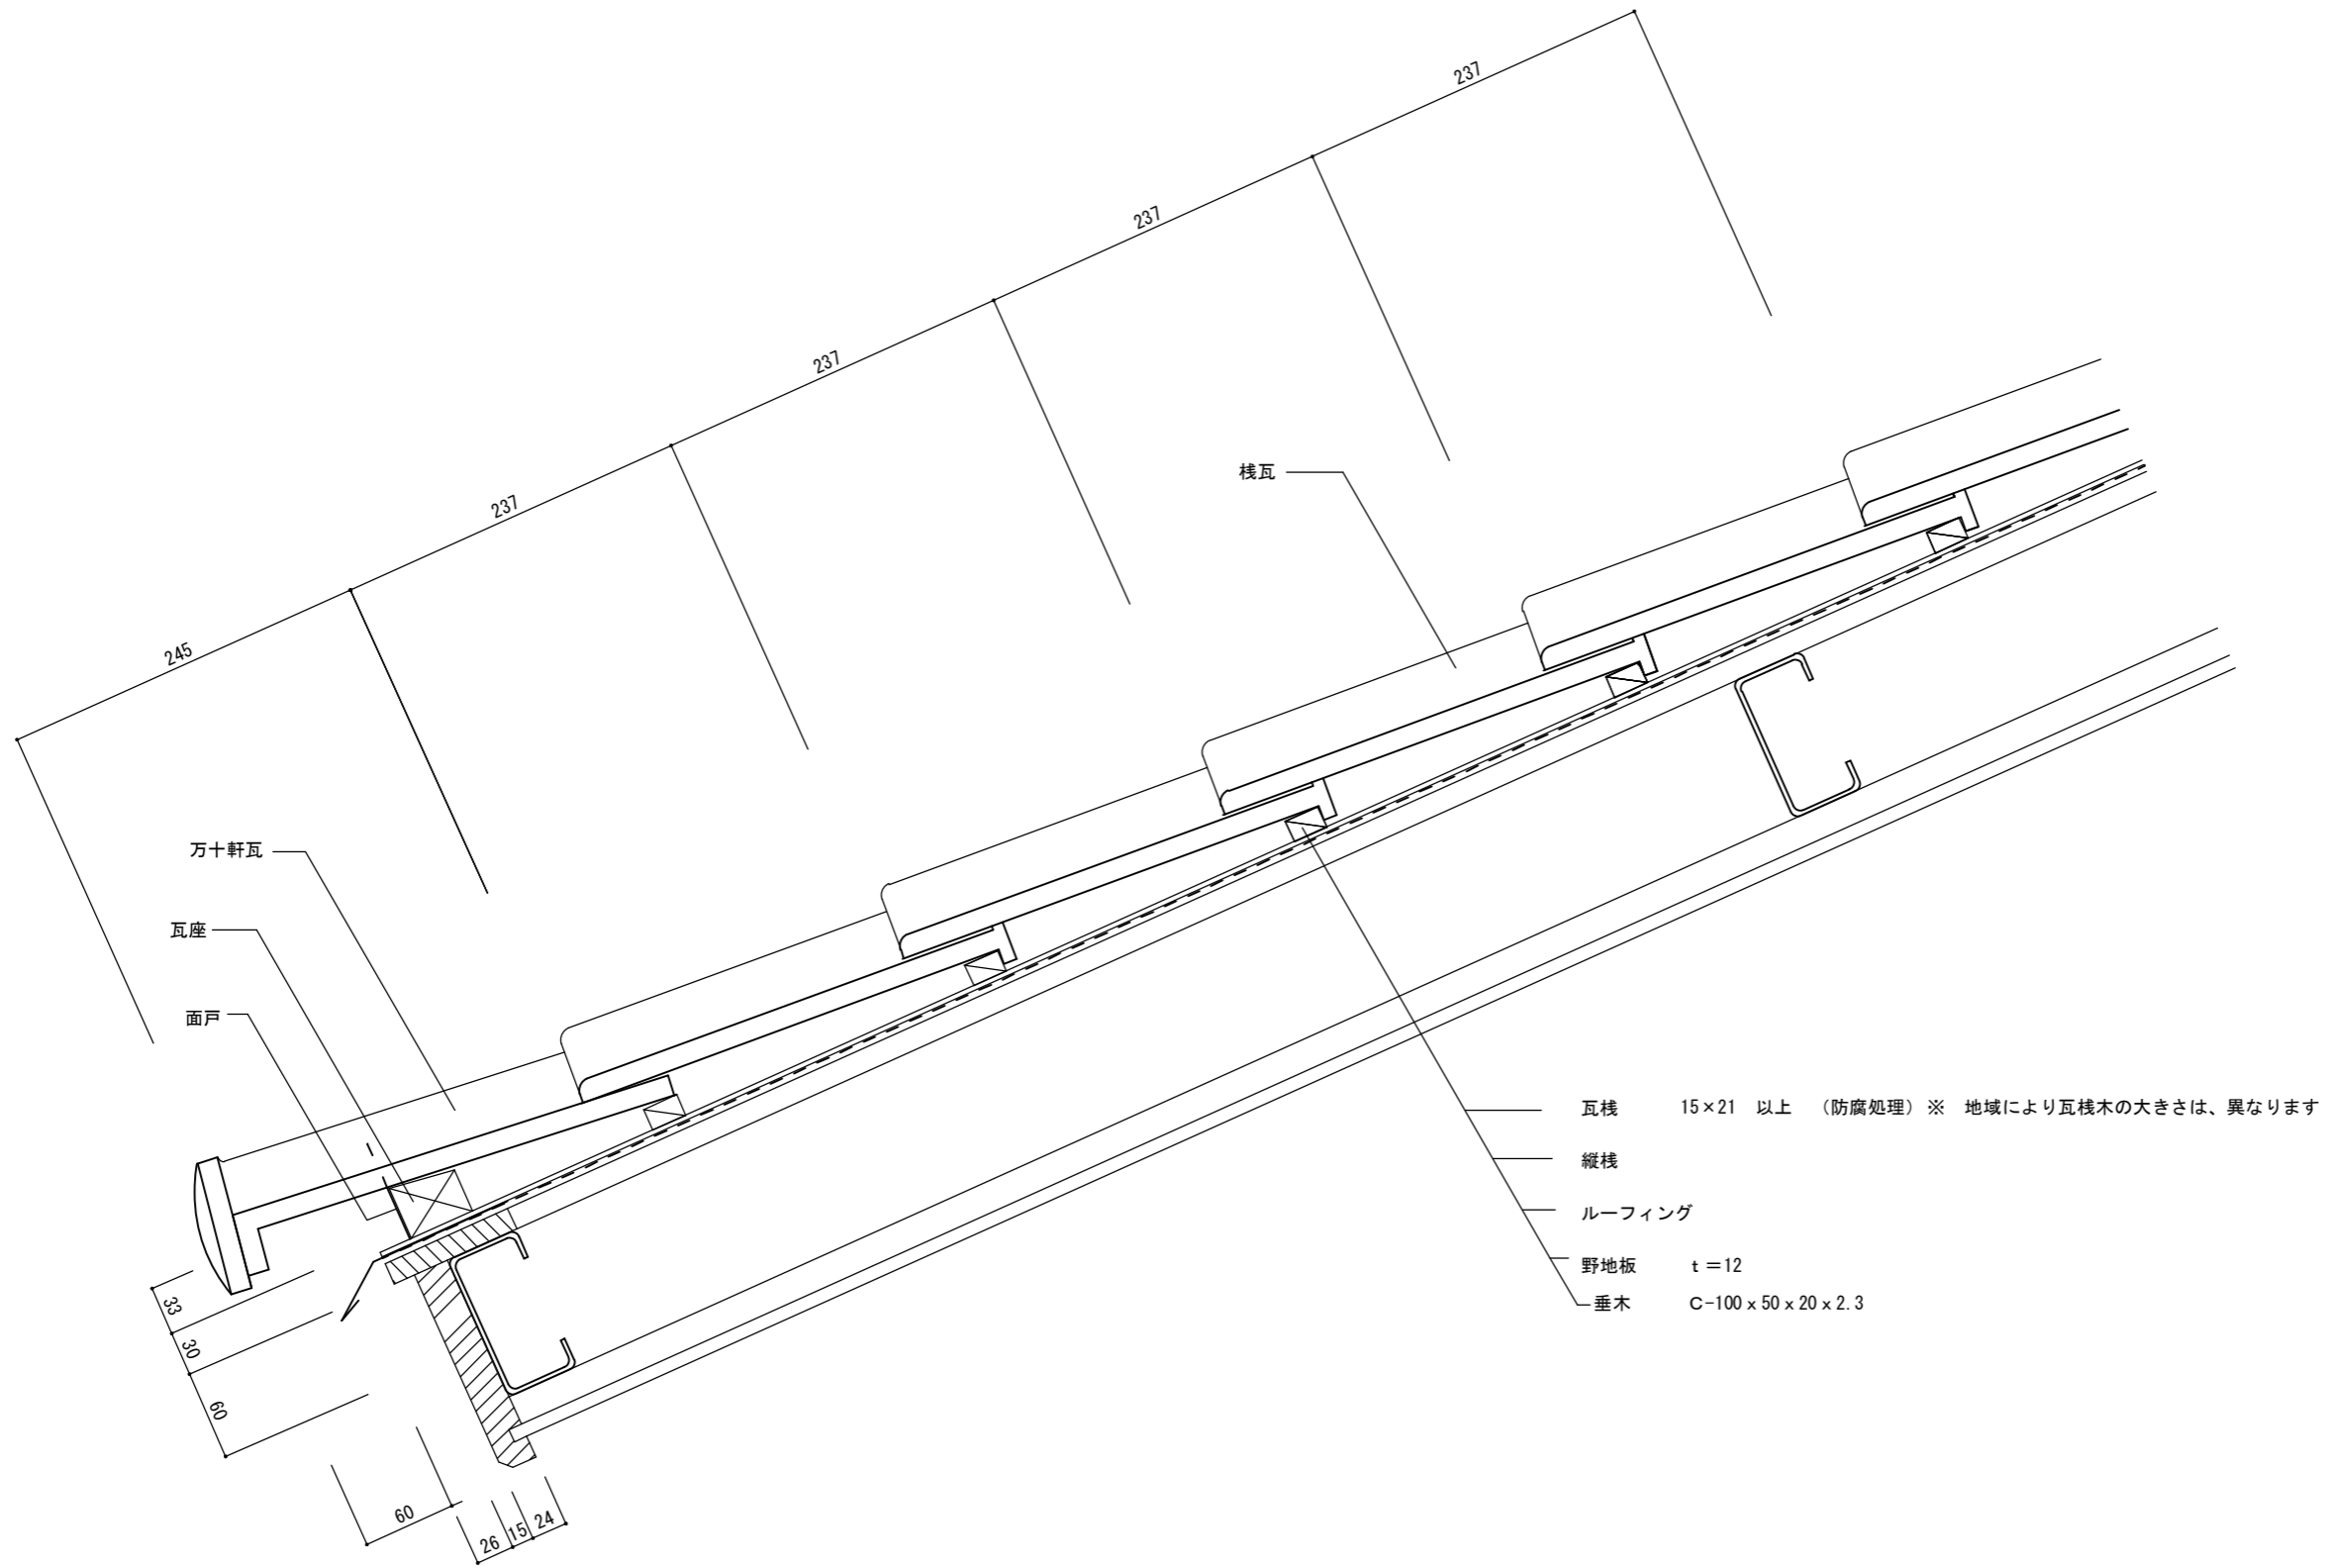 237
237
237
237
245
桟瓦
万十軒瓦
瓦座
面戸
瓦桟 15×21 以上 （防腐処理）※ 地域により瓦桟木の大きさは、異なります
縦桟
ルーフィング
野地板 t＝12
垂木 C-100x50x20x2.3
33
30
60
60
26
15
24